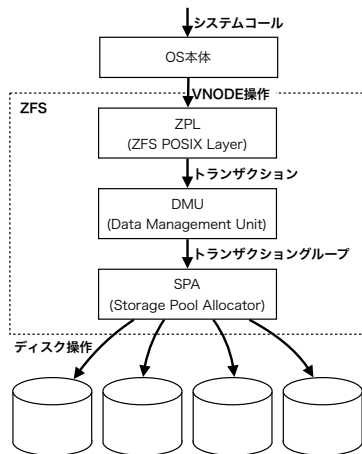 システムコール
OS本体
VNODE操作
ZFS
ZPL
(ZFS POSIX Layer)
トランザクション
DMU
(Data Management Unit)
トランザクショングループ
SPA
(Storage Pool Allocator)
ディスク操作